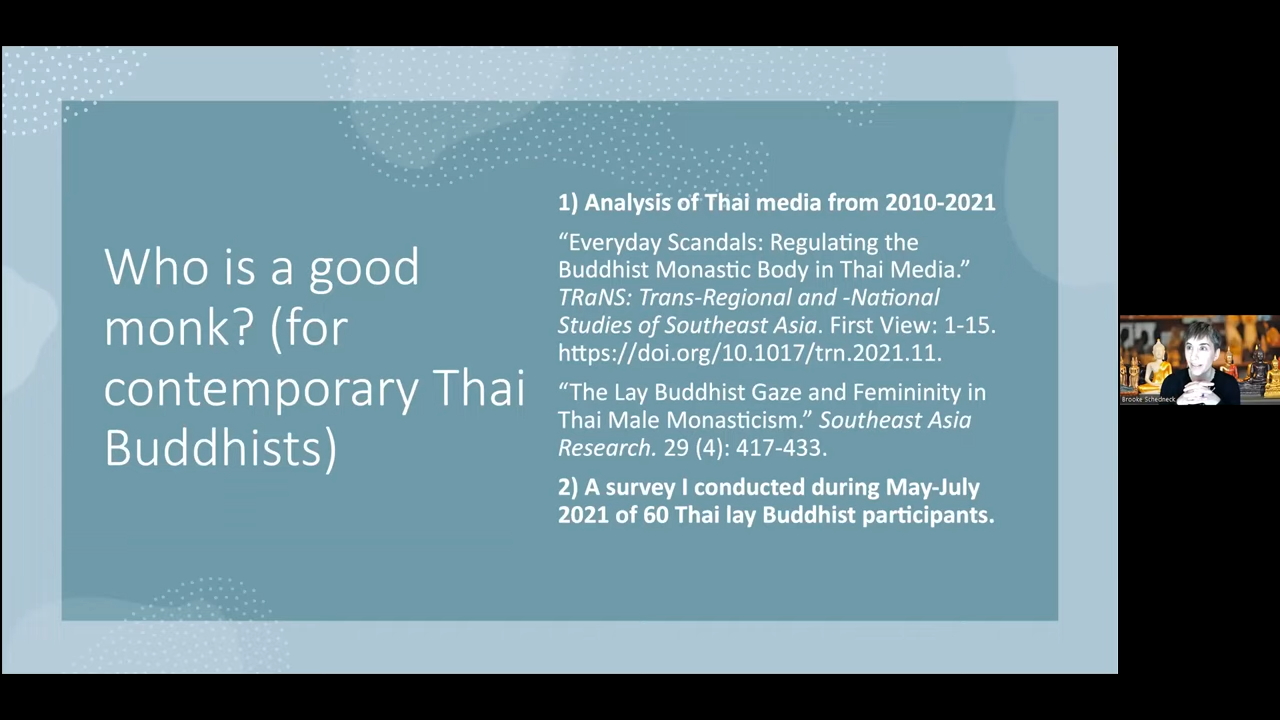 Who is a good
monk? (for
contemporary Thai
Buddhists)
1) Analysis of Thai media from 2010-2021
“Everyday Scandals: Regulating the
Buddhist Monastic Body in Thai Media.”
TRaNS: Trans-Regional and -National
Studies of Southeast Asia. First View: 1-15.
https://doi.org/10.1017/trn.2021.11.
“The Lay Buddhist Gaze and Femininity in
Thai Male Monasticism.” Southeast Asia
Research. 29 (4): 417-433.
2) A survey I conducted during May-July
2021 of 60 Thai lay Buddhist participants.
Brooke Schedneck